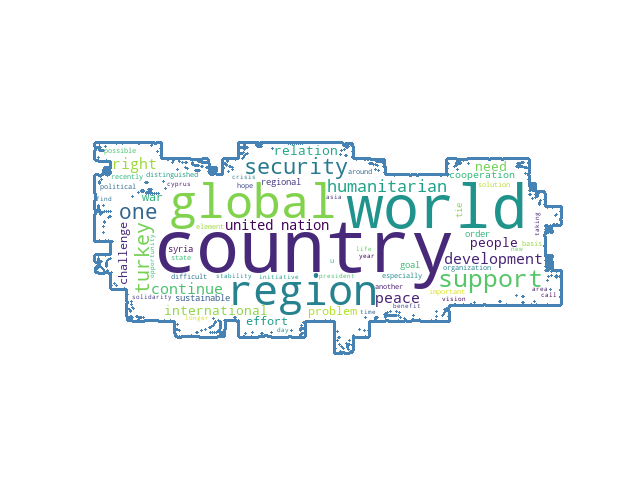 possible
relation
right
security
need
recently
distinguished
around
cooperation
political
cyprus
crisis
regional
humanitarian
solution
ind
war
hope
asia
tie
global
world
one
element
united nation
order
taking
challenge
turkey
opportunity
syria
country
life
people
basis
new
state
u
year
goal
development
stability
initiative
president
especially
organization
support
continue
region
another
important
area
solidarity
sustainable
peace
vision
call
international
problem
time
benefit
longer
effort
day